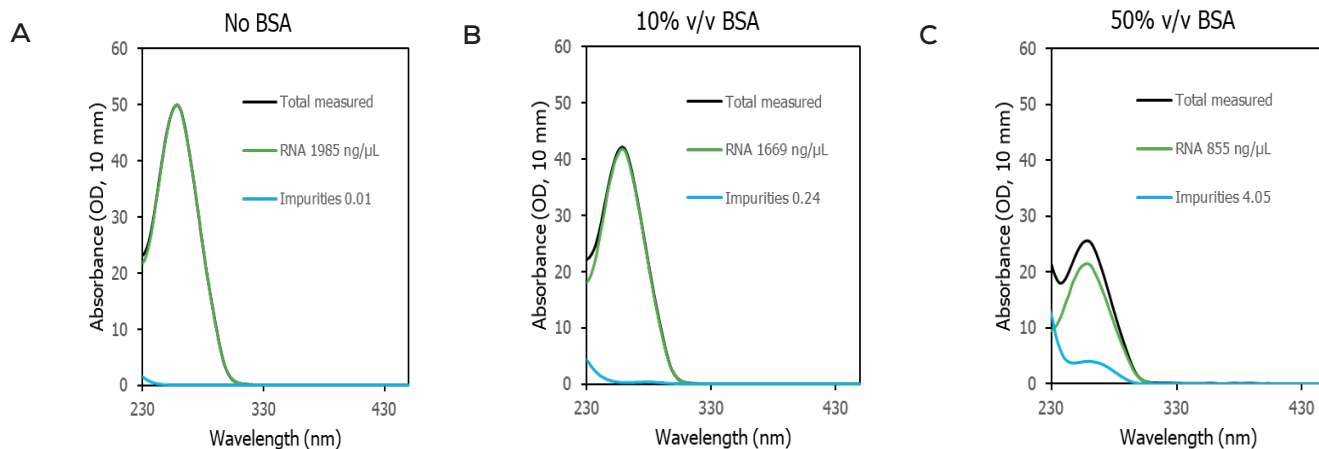 A
No BSA
Absorbance (OD, 10 mm)
60
50
40
30
20
10
0
230
330
430
Wavelength (nm)
Total measured
RNA 1985 ng/µL
Impurities 0.01
B
10% v/v BSA
Absorbance (OD, 10 mm)
60
50
40
30
20
10
0
230
330
430
Wavelength (nm)
Total measured
RNA 1669 ng/µL
Impurities 0.24
C
50% v/v BSA
Absorbance (OD, 10 mm)
60
50
40
30
20
10
0
230
330
430
Wavelength (nm)
Total measured
RNA 855 ng/µL
Impurities 4.05